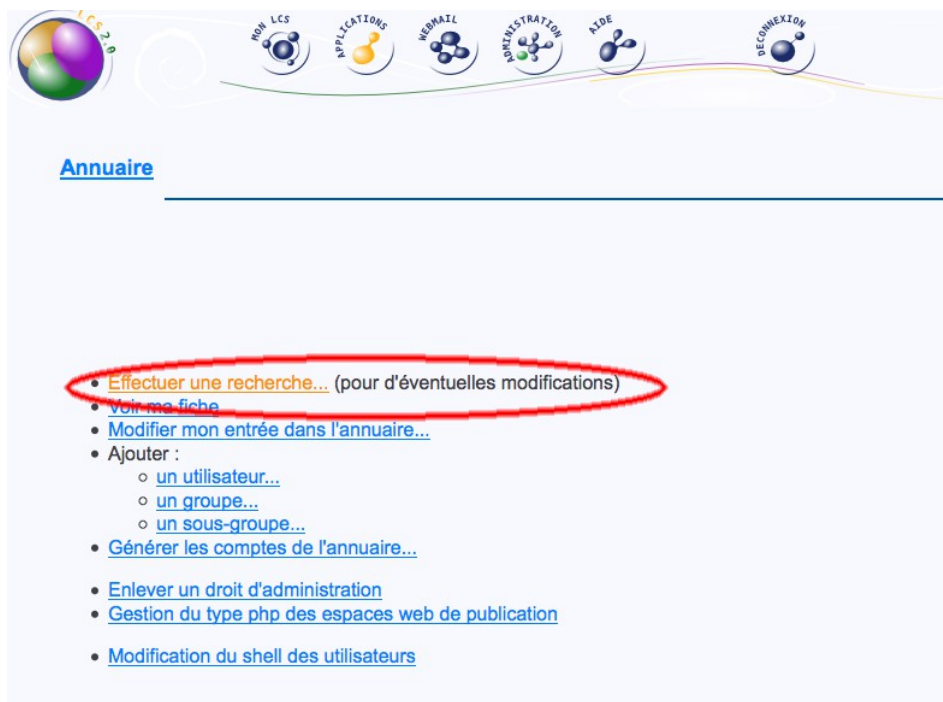 LCS2.0
MON LCS
APPLICATIONS
WEBMAIL
ADMINISTRATION
AIDE
DECONNEXION
Annuaire
Effectuer une recherche... (pour d'éventuelles modifications)
Voir ma fiche
Modifier mon entrée dans l'annuaire...
Ajouter :
un utilisateur...
un groupe...
un sous-groupe...
Générer les comptes de l'annuaire...
Enlever un droit d'administration
Gestion du type php des espaces web de publication
Modification du shell des utilisateurs